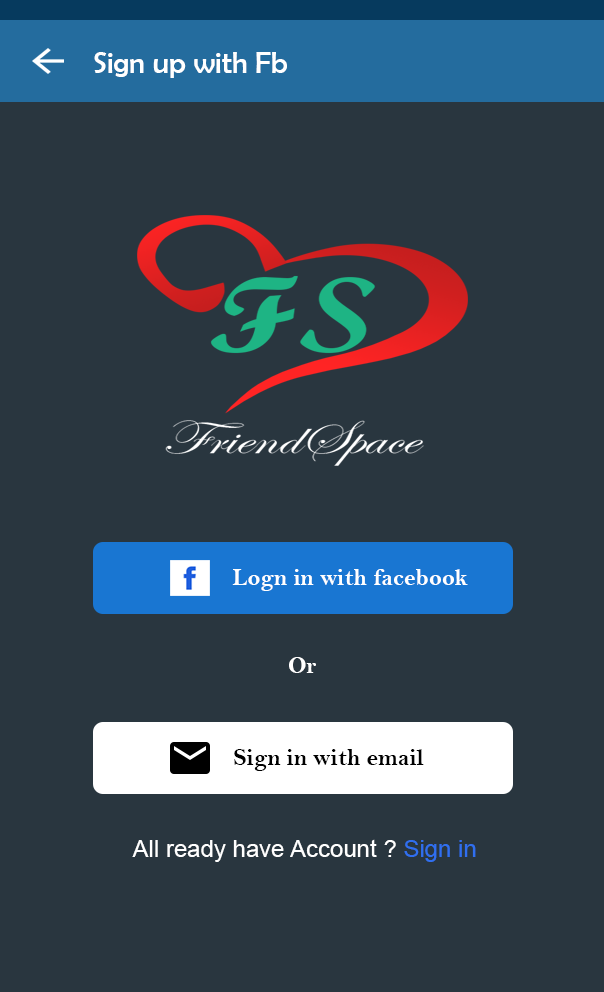 Sign up with Fb
FS
FriendSpace
f
Logn in with facebook
Or
Sign in with email
All ready have Account ? Sign in